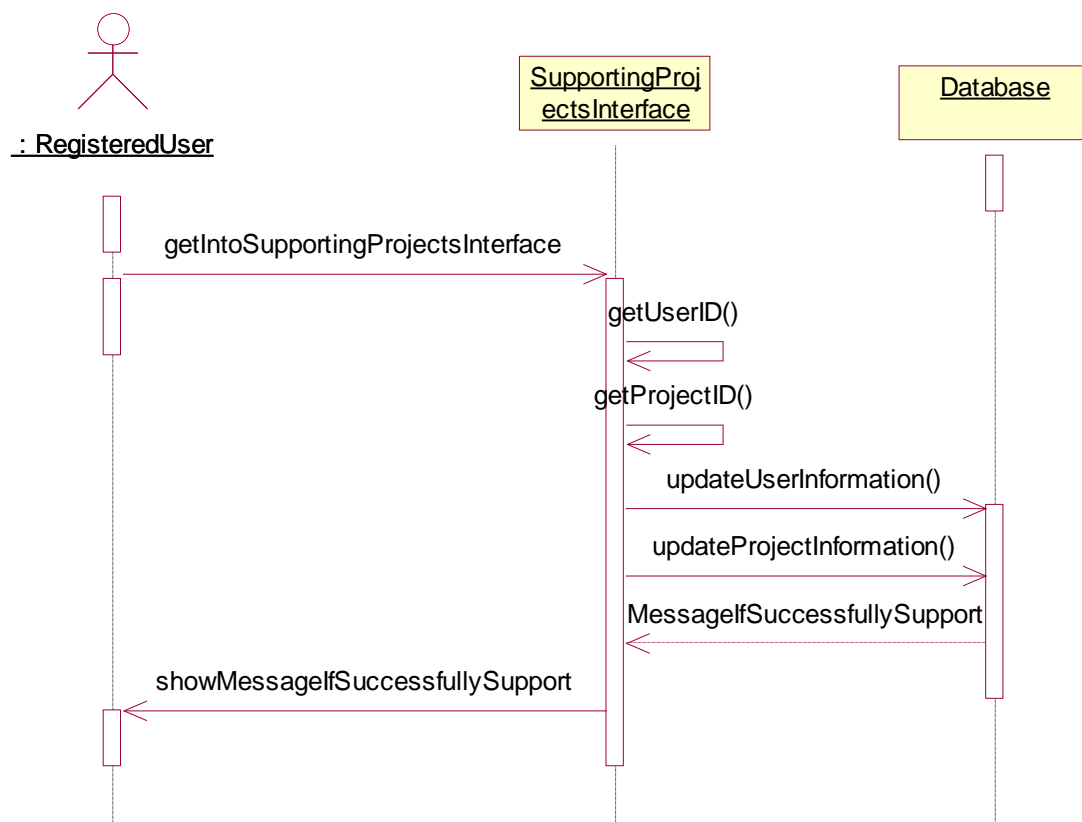 SupportingProj
ectsInterface
Database
: RegisteredUser
getIntoSupportingProjectsInterface
getUserID()
getProjectID()
updateUserInformation()
updateProjectInformation()
MessageIfSuccessfullySupport
showMessageIfSuccessfullySupport